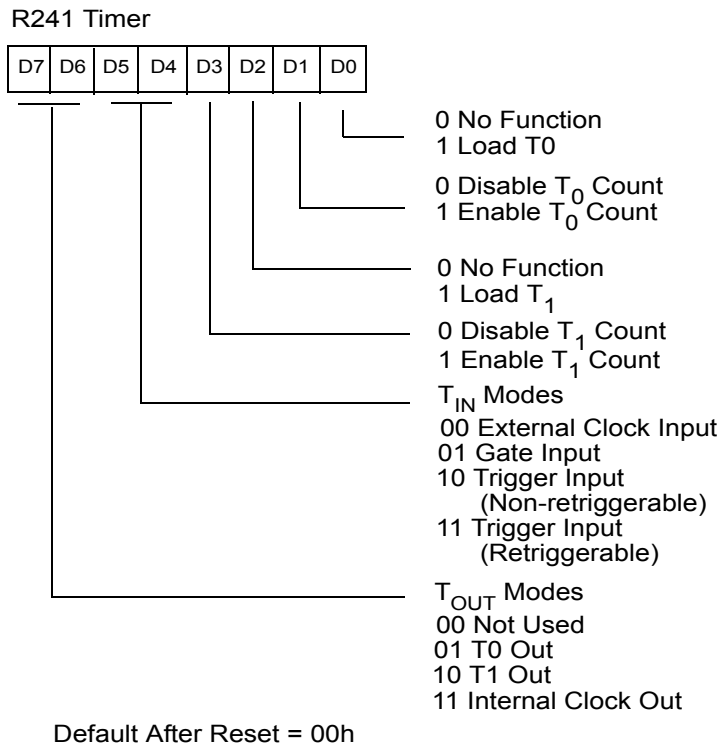 R241 Timer
D7 D6 D5 D4 D3 D2 D1 D0
0 No Function
1 Load T0
0 Disable T0 Count
1 Enable T0 Count
0 No Function
1 Load T1
0 Disable T1 Count
1 Enable T1 Count
TIN Modes
00 External Clock Input
01 Gate Input
10 Trigger Input
(Non-retriggerable)
11 Trigger Input
(Retriggerable)
TOUT Modes
00 Not Used
01 T0 Out
10 T1 Out
11 Internal Clock Out
Default After Reset = 00h